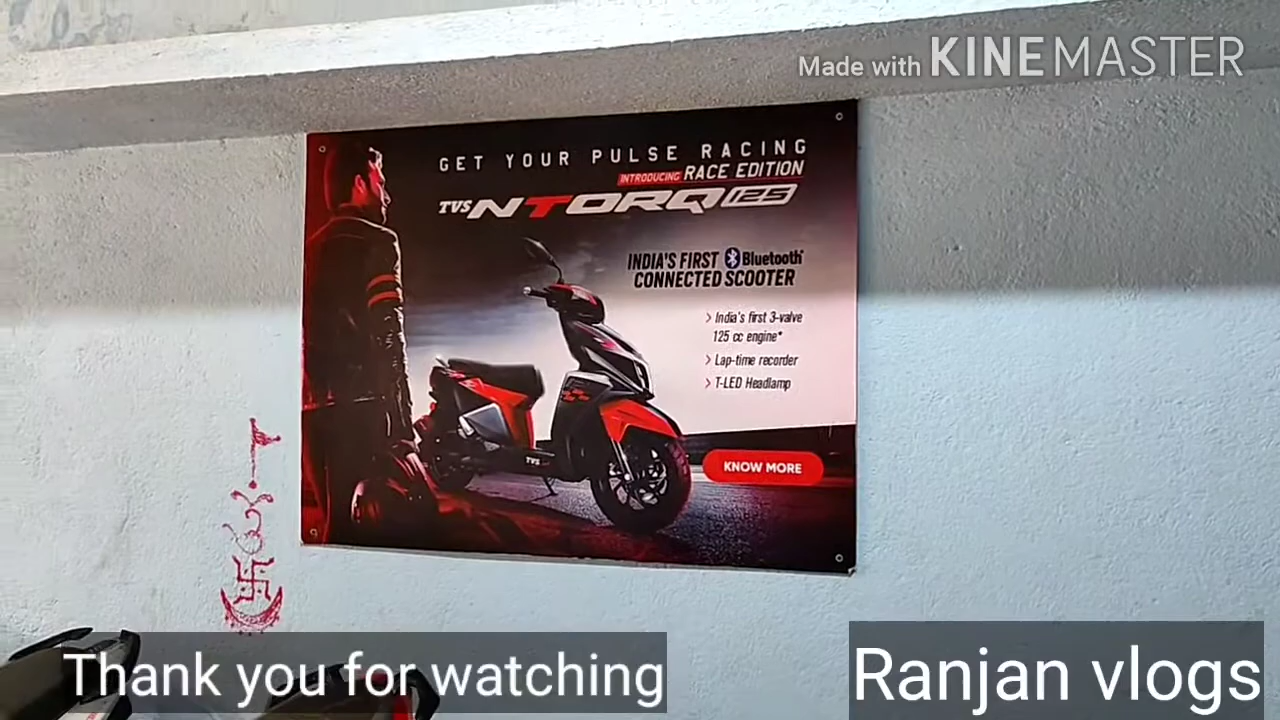 Made with KINEMASTER
GET YOUR PULSE RACING
INTRODUCING RACE EDITION
TVS NTORQ 125
INDIA'S FIRST Bluetooth
CONNECTED SCOOTER
> India's first 3-valve
125 cc engine*
> Lap-time recorder
> T-LED Headlamp
TVS
KNOW MORE
Thank you for watching
Ranjan vlogs